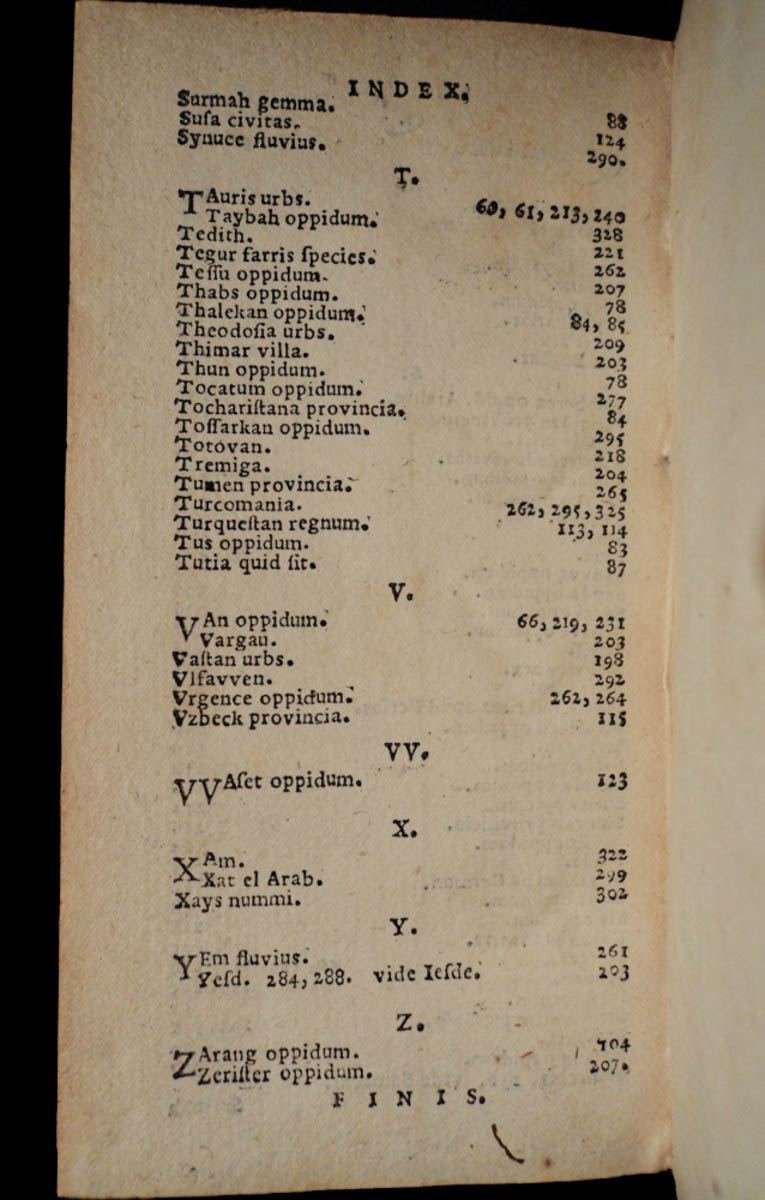 INDEX.
Surmah gemma. 88
Suſa civitas. 124
Synuce fluvius. 290.
T.
TAuris urbs. 60, 61, 213, 240
Taybah oppidum. 328
Tedith. 221
Tegur farris ſpecies. 262
Teſſu oppidum. 207
Thabs oppidum. 78
Thalekan oppidum. 84, 85
Theodoſia urbs. 209
Thimar villa. 203
Thun oppidum. 78
Tocatum oppidum. 277
Tochariſtana provincia. 84
Toſſarkan oppidum. 295
Totovan. 218
Tremiga. 204
Tumen provincia. 265
Turcomania. 262, 295, 325
Turqueſtan regnum. 113, 114
Tus oppidum. 83
Tutia quid ſit. 87
V.
VAn oppidum. 66, 219, 231
Vargau. 203
Vaſtan urbs. 198
Vlſavven. 292
Vrgence oppidum. 262, 264
Vzbeck provincia. 115
VV.
VVAſet oppidum. 123
X.
XAm. 322
Xat el Arab. 299
Xays nummi. 302
Y.
YEm fluvius. 261
Yeſd. 284, 288. vide Ieſde. 203
Z.
ZArang oppidum. 104
Zeriſter oppidum. 207.
FINIS.